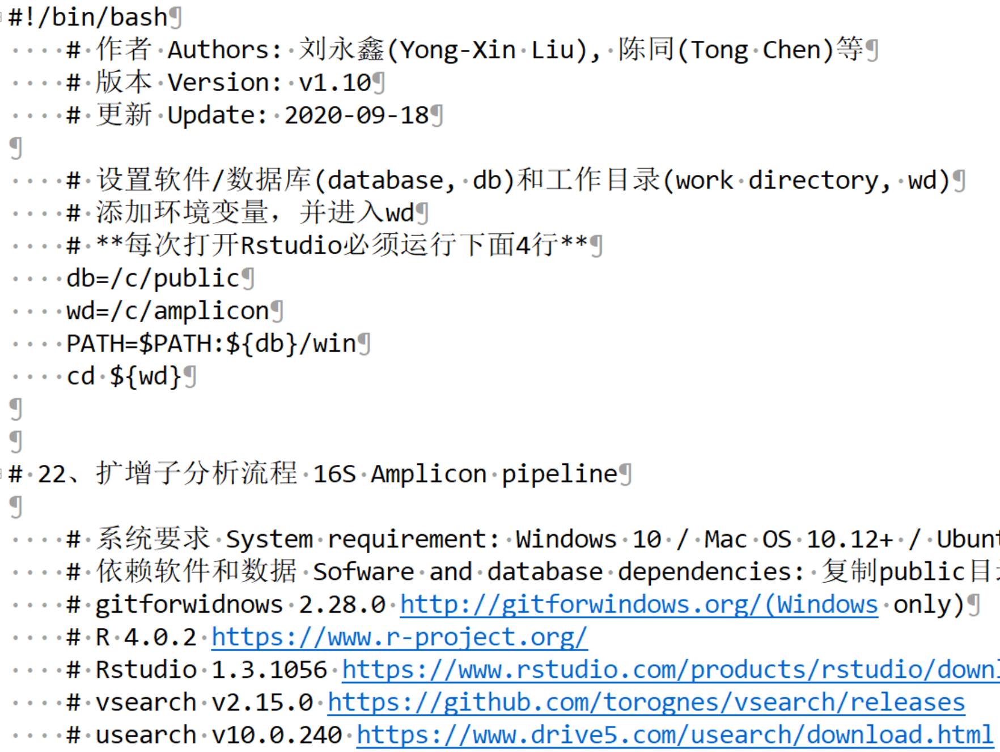 #!/bin/bash
# 作者 Authors: 刘永鑫(Yong-Xin Liu), 陈同(Tong Chen)等
# 版本 Version: v1.10
# 更新 Update: 2020-09-18
# 设置软件/数据库(database, db)和工作目录(work directory, wd)
# 添加环境变量，并进入wd
# **每次打开Rstudio必须运行下面4行**
db=/c/public
wd=/c/amplicon
PATH=$PATH:${db}/win
cd ${wd}
# 22、扩增子分析流程 16S Amplicon pipeline
# 系统要求 System requirement: Windows 10 / Mac OS 10.12+ / Ubunt
# 依赖软件和数据 Sofware and database dependencies: 复制public目
# gitforwidnows 2.28.0 http://gitforwindows.org/(Windows only)
# R 4.0.2 https://www.r-project.org/
# Rstudio 1.3.1056 https://www.rstudio.com/products/rstudio/downl
# vsearch v2.15.0 https://github.com/torognes/vsearch/releases
# usearch v10.0.240 https://www.drive5.com/usearch/download.html